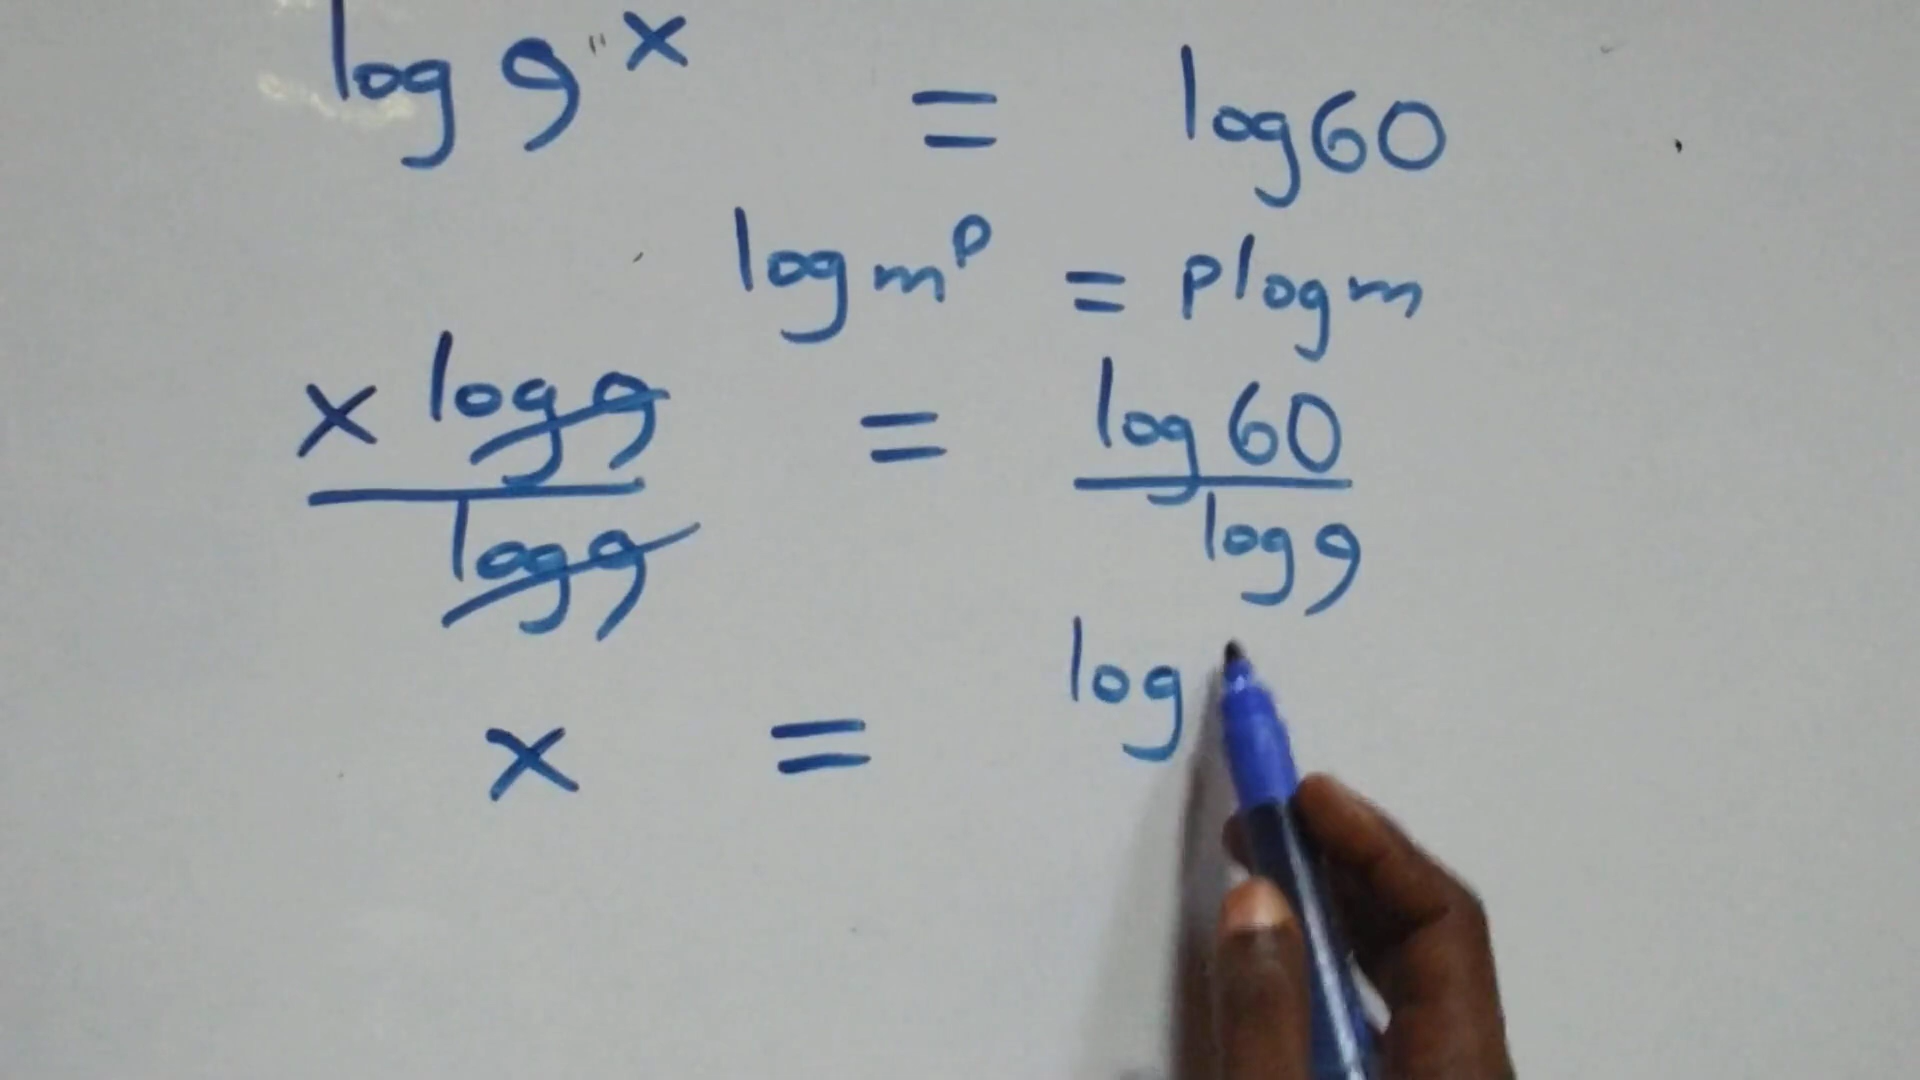 log 9^x = log 60
log m^p = p log m
x log 9 / log 9 = log 60 / log 9
x = log